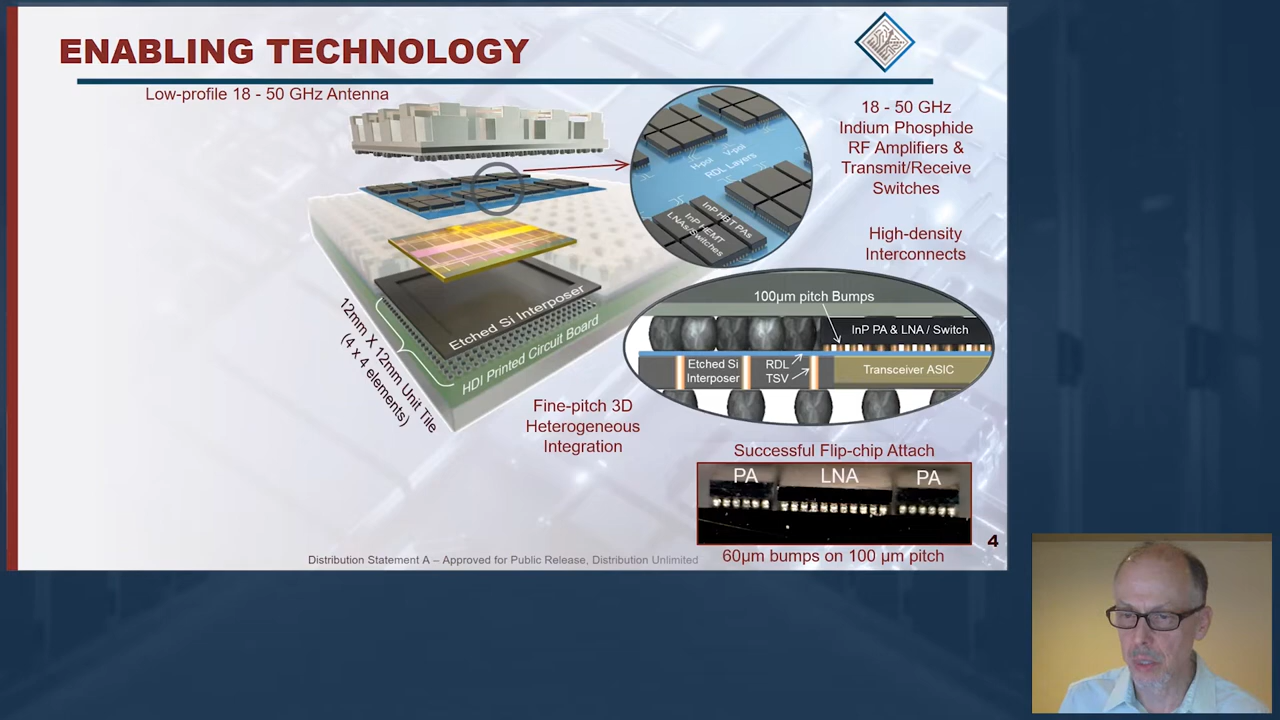 ENABLING TECHNOLOGY
Low-profile 18 - 50 GHz Antenna
18 - 50 GHz
Indium Phosphide
RF Amplifiers &
Transmit/Receive
Switches
H-pol V-pol
RDL Layers
InP HBT PAs
InP HEMT
LNAs/Switches
High-density
Interconnects
Etched Si Interposer
HDI Printed Circuit Board
12mm X 12mm Unit Tile
(4 x 4 elements)
100µm pitch Bumps
InP PA & LNA / Switch
Etched Si
Interposer
RDL
TSV
Transceiver ASIC
Fine-pitch 3D
Heterogeneous
Integration
Successful Flip-chip Attach
PA LNA PA
60µm bumps on 100 µm pitch
4
Distribution Statement A – Approved for Public Release, Distribution Unlimited